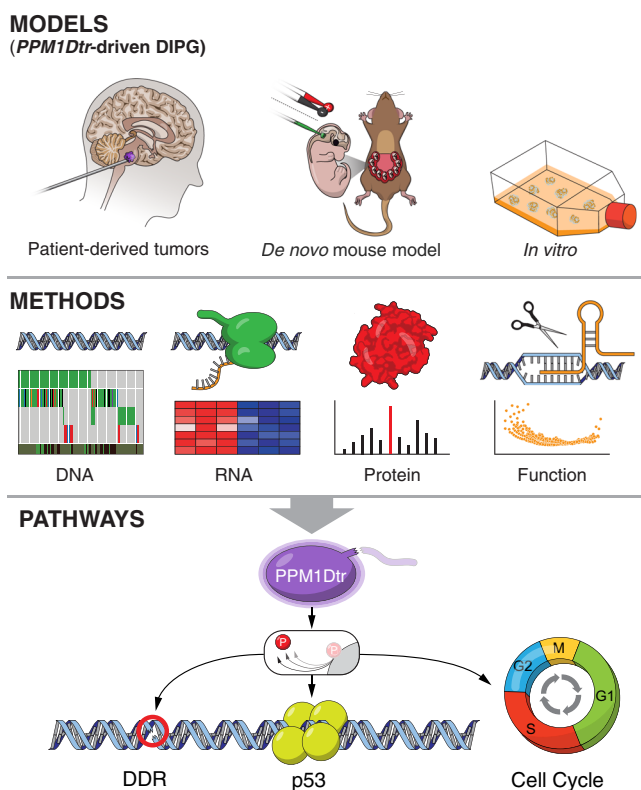 MODELS
(PPM1Dtr-driven DIPG)
Patient-derived tumors
De novo mouse model
In vitro
METHODS
DNA
RNA
Protein
Function
PATHWAYS
PPM1Dtr
P
P
M
G2
G1
S
DDR
p53
Cell Cycle